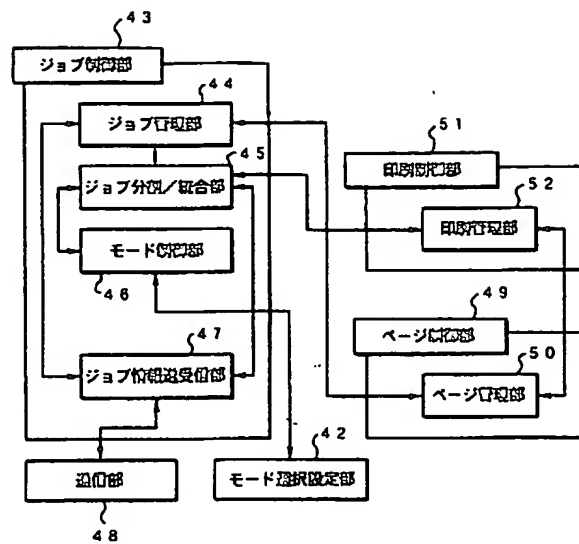 43
ジョブ制御部
44
ジョブ管理部
45
ジョブ分割/統合部
モード制御部
46
47
ジョブ情報送受信部
通信部
48
42
モード選択設定部
51
印刷制御部
52
印刷管理部
49
ページ制御部
50
ページ管理部